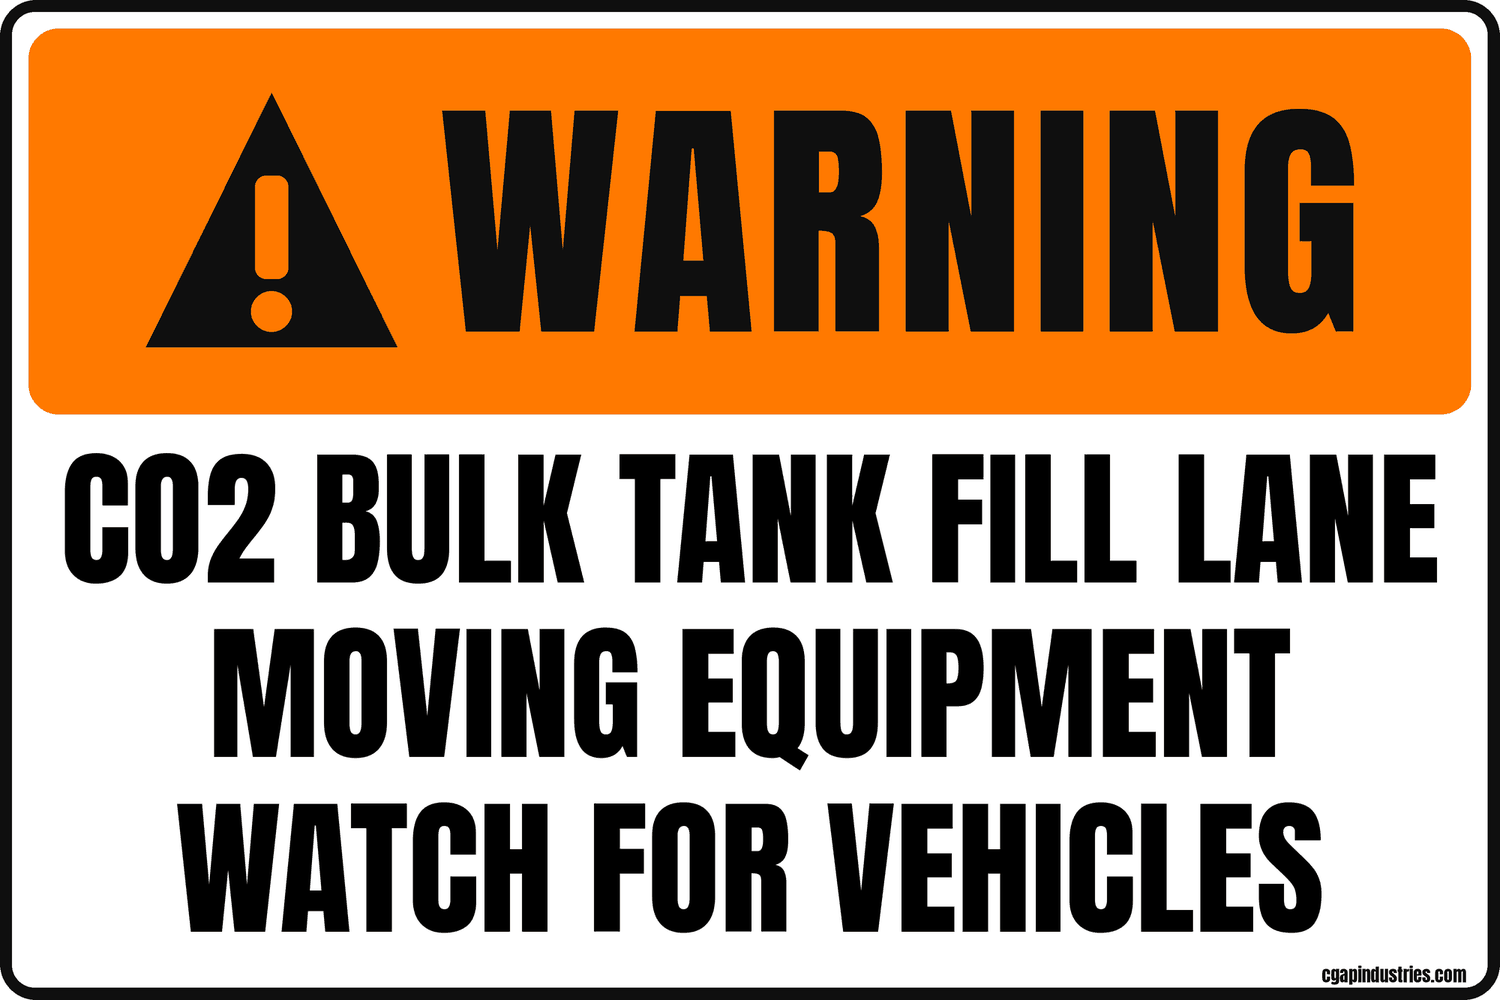 WARNING
CO2 BULK TANK FILL LANE
MOVING EQUIPMENT
WATCH FOR VEHICLES
cgapindustries.com